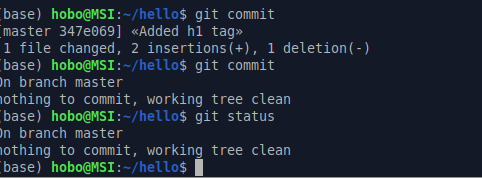 (base) hobo@MSI:~/hello$ git commit
[master 347e069] «Added h1 tag»
1 file changed, 2 insertions(+), 1 deletion(-)
(base) hobo@MSI:~/hello$ git commit
On branch master
nothing to commit, working tree clean
(base) hobo@MSI:~/hello$ git status
On branch master
nothing to commit, working tree clean
(base) hobo@MSI:~/hello$